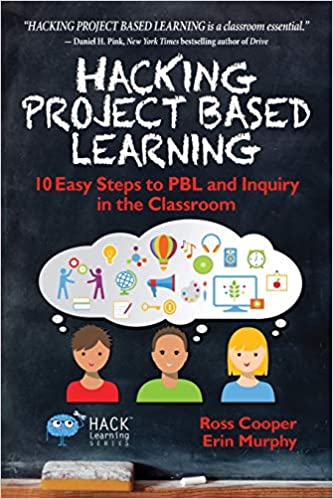 "HACKING PROJECT BASED LEARNING is a classroom essential."
— Daniel H. Pink, New York Times bestselling author of Drive
HACKING
PROJECT BASED
LEARNING
10 Easy Steps to PBL and Inquiry
in the Classroom
HACK™
Learning
SERIES
Ross Cooper
Erin Murphy